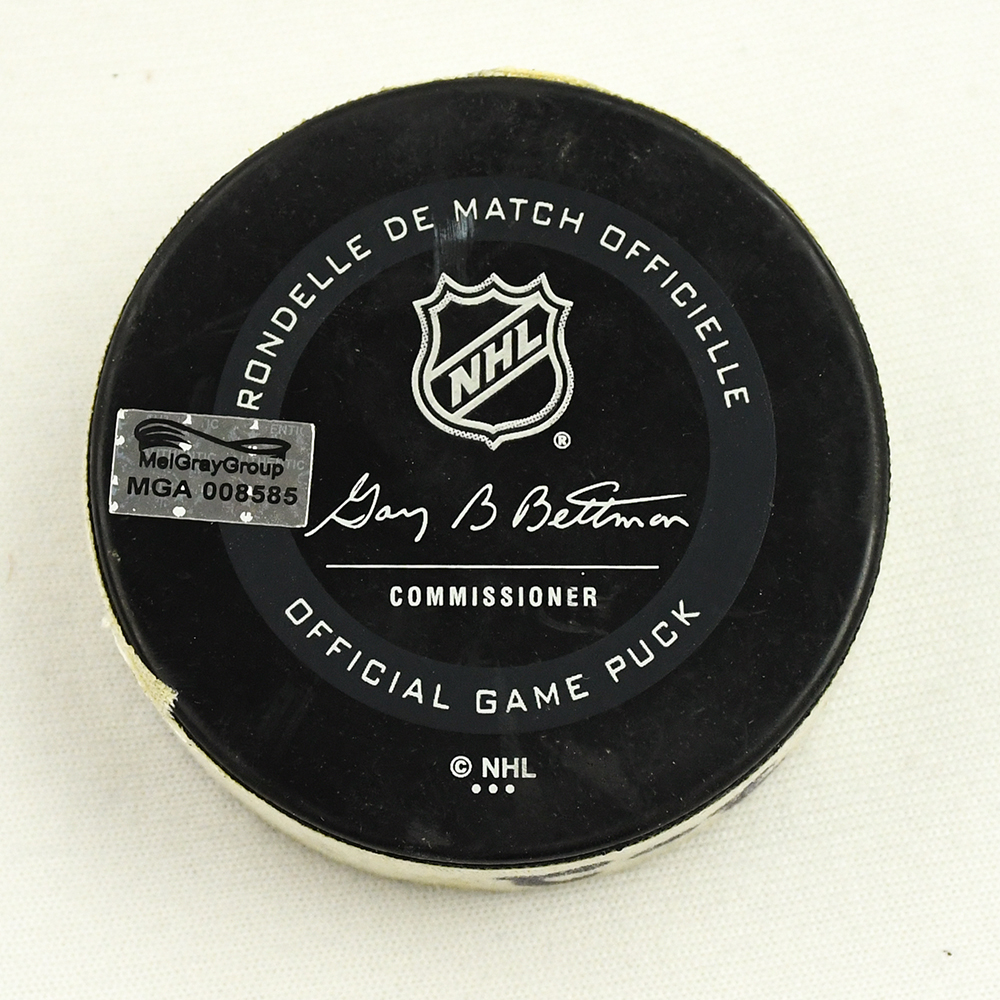 RONDELLE DE MATCH OFFICIELLE
NHL
®
MelGrayGroup
MGA 008585
Gary B Bettman
COMMISSIONER
OFFICIAL GAME PUCK
© NHL